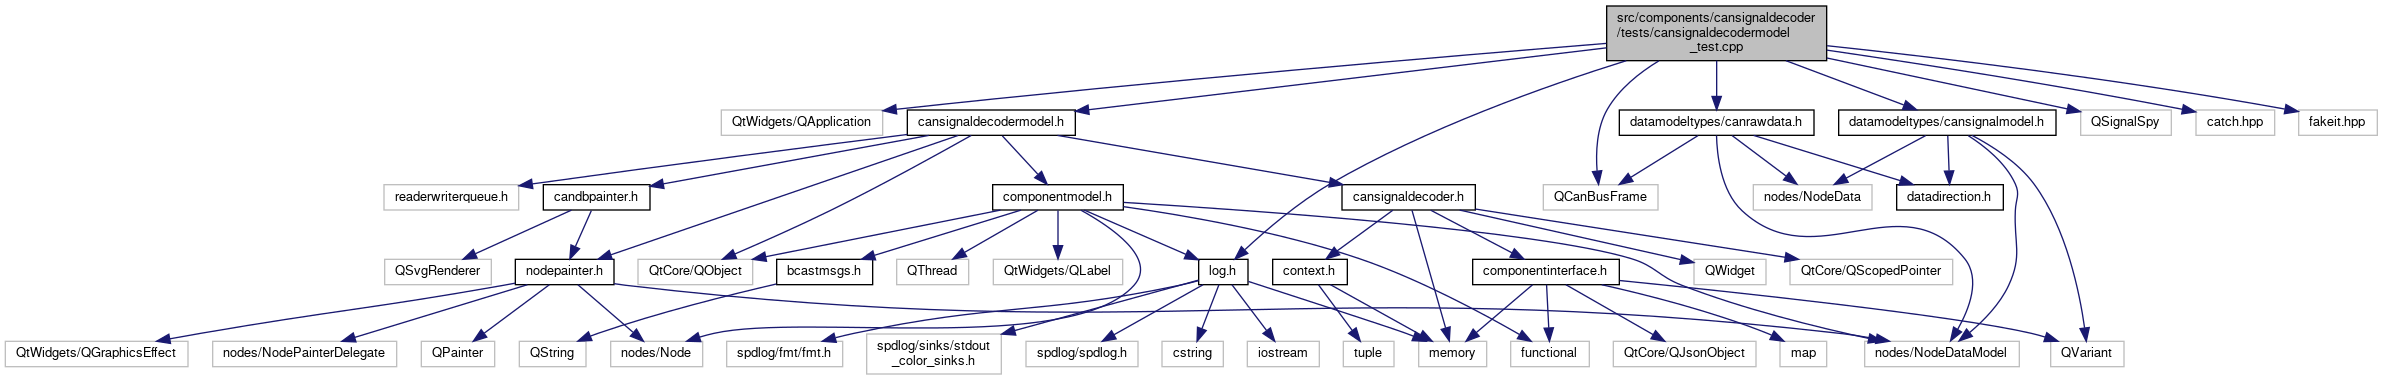 src/components/cansignaldecoder
/tests/cansignaldecodermodel
_test.cpp
QtWidgets/QApplication
cansignaldecodermodel.h
datamodeltypes/canrawdata.h
datamodeltypes/cansignalmodel.h
QSignalSpy
catch.hpp
fakeit.hpp
readerwriterqueue.h
candbpainter.h
componentmodel.h
cansignaldecoder.h
QCanBusFrame
nodes/NodeData
datadirection.h
QSvgRenderer
nodepainter.h
QtCore/QObject
bcastmsgs.h
QThread
QtWidgets/QLabel
log.h
context.h
componentinterface.h
QWidget
QtCore/QScopedPointer
QtWidgets/QGraphicsEffect
nodes/NodePainterDelegate
QPainter
QString
nodes/Node
spdlog/fmt/fmt.h
spdlog/sinks/stdout
_color_sinks.h
spdlog/spdlog.h
cstring
iostream
tuple
memory
functional
QtCore/QJsonObject
map
nodes/NodeDataModel
QVariant